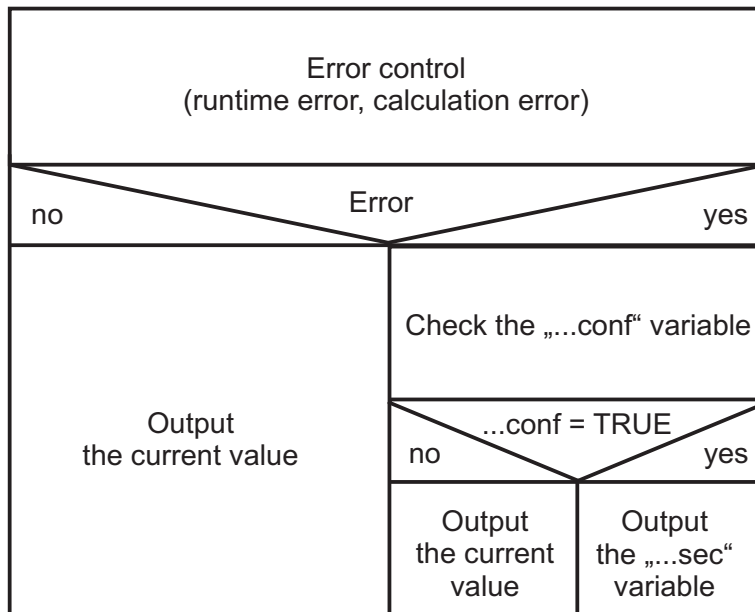 Error control
(runtime error, calculation error)
Error
no
yes
Check the „...conf“ variable
Output
the current value
...conf = TRUE
no
yes
Output
the current
value
Output
the „...sec“
variable